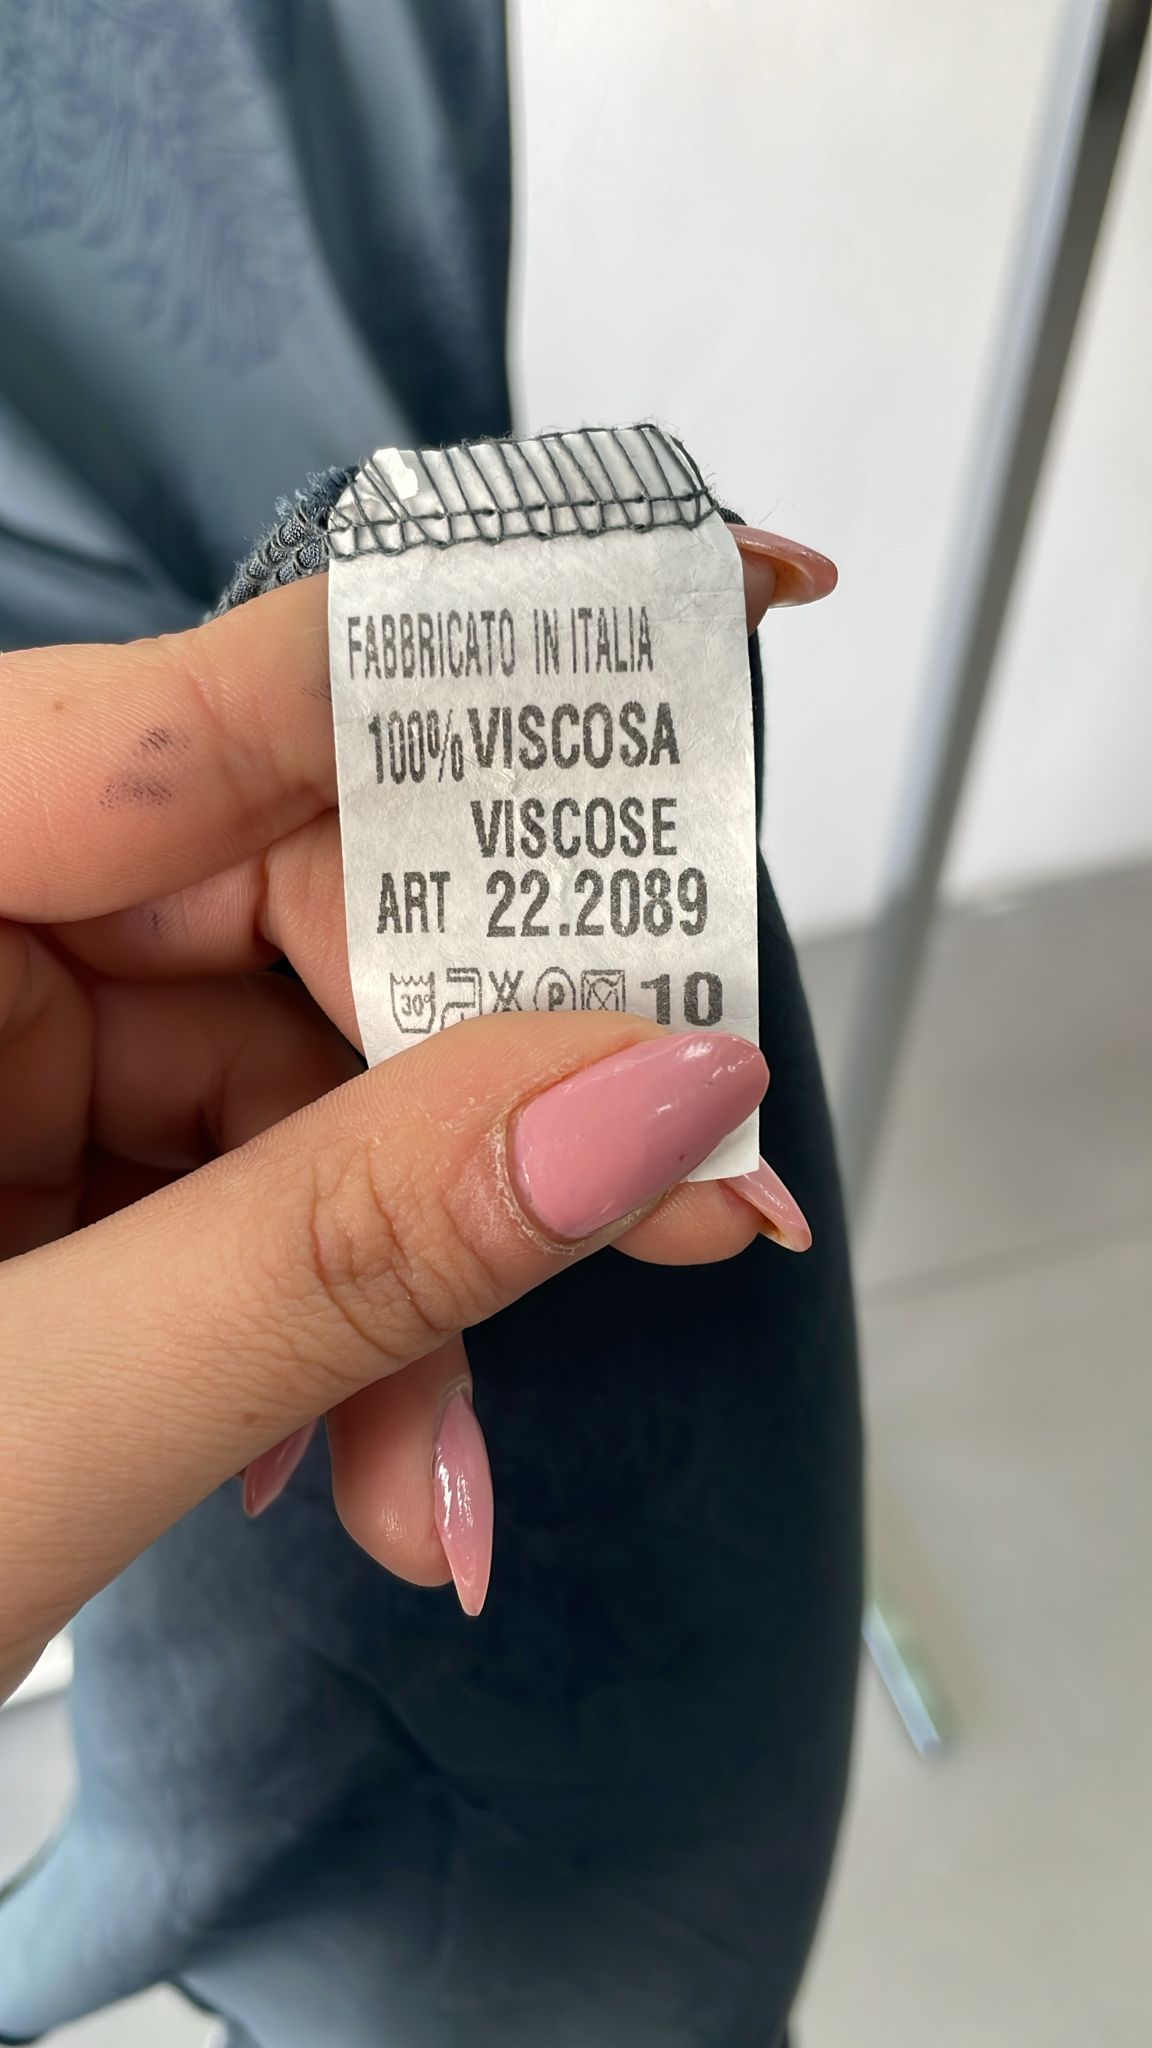 FABBRICATO IN ITALIA
100% VISCOSA
VISCOSE
ART 22.2089
30° P 10